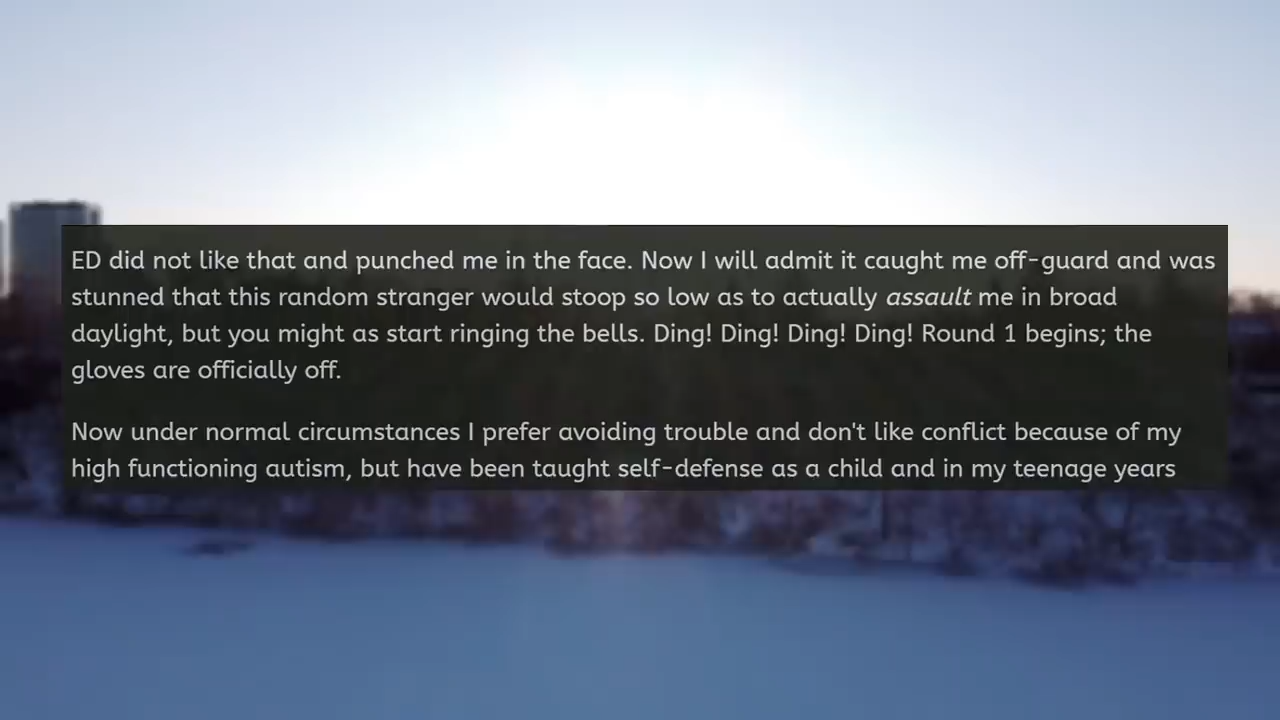 ED did not like that and punched me in the face. Now I will admit it caught me off-guard and was
stunned that this random stranger would stoop so low as to actually assault me in broad
daylight, but you might as start ringing the bells. Ding! Ding! Ding! Ding! Round 1 begins; the
gloves are officially off.
Now under normal circumstances I prefer avoiding trouble and don't like conflict because of my
high functioning autism, but have been taught self-defense as a child and in my teenage years